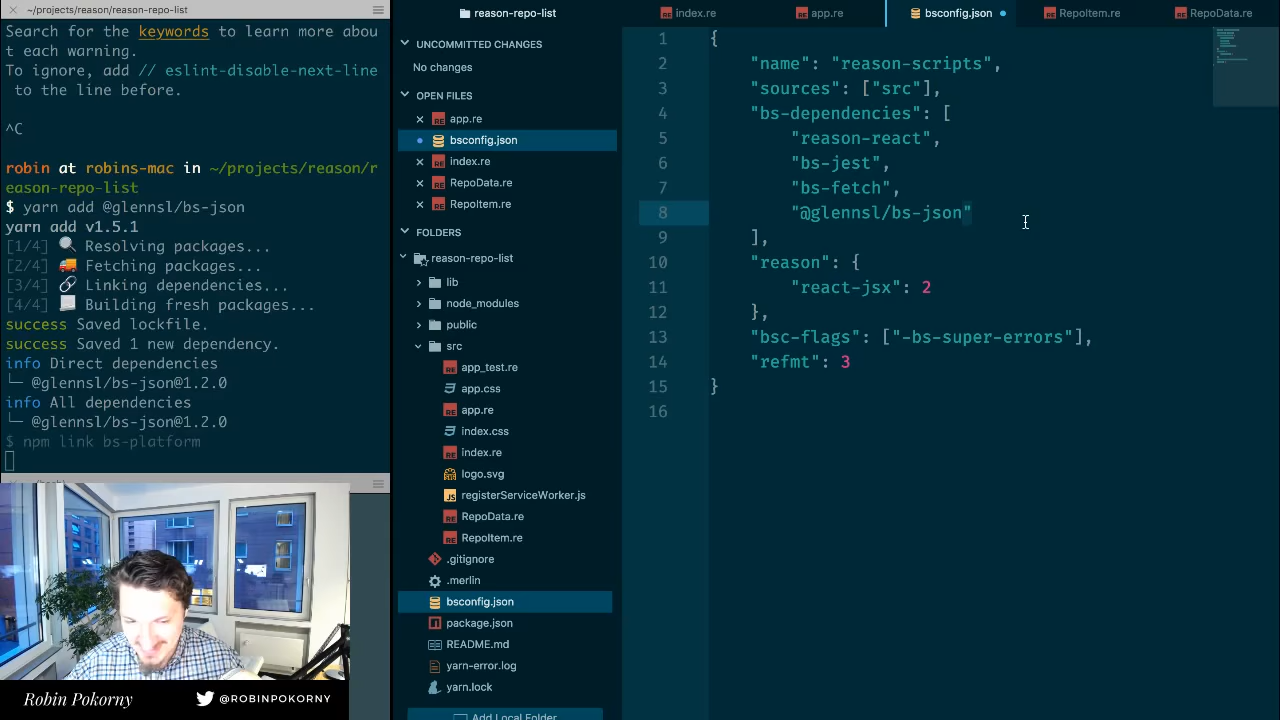 ~/projects/reason/reason-repo-list
Search for the keywords to learn more abou
t each warning.
To ignore, add // eslint-disable-next-line
to the line before.
^C
robin at robins-mac in ~/projects/reason/r
eason-repo-list
$ yarn add @glennsl/bs-json
yarn add v1.5.1
[1/4] 🔍 Resolving packages...
[2/4] 🚚 Fetching packages...
[3/4] 🔗 Linking dependencies...
[4/4] 📃 Building fresh packages...
success Saved lockfile.
success Saved 1 new dependency.
info Direct dependencies
└─ @glennsl/bs-json@1.2.0
info All dependencies
└─ @glennsl/bs-json@1.2.0
$ npm link bs-platform
Robin Pokorny
@ROBINPOKORNY
reason-repo-list
UNCOMMITTED CHANGES
No changes
OPEN FILES
app.re
bsconfig.json
index.re
RepoData.re
RepoItem.re
FOLDERS
reason-repo-list
lib
node_modules
public
src
app_test.re
app.css
app.re
index.css
index.re
logo.svg
registerServiceWorker.js
RepoData.re
RepoItem.re
.gitignore
.merlin
bsconfig.json
package.json
README.md
yarn-error.log
yarn.lock
Add Local Folder
index.re
app.re
bsconfig.json
RepoItem.re
RepoData.re
1 {
2 "name": "reason-scripts",
3 "sources": ["src"],
4 "bs-dependencies": [
5 "reason-react",
6 "bs-jest",
7 "bs-fetch",
8 "@glennsl/bs-json"
9 ],
10 "reason": {
11 "react-jsx": 2
12 },
13 "bsc-flags": ["-bs-super-errors"],
14 "refmt": 3
15 }
16